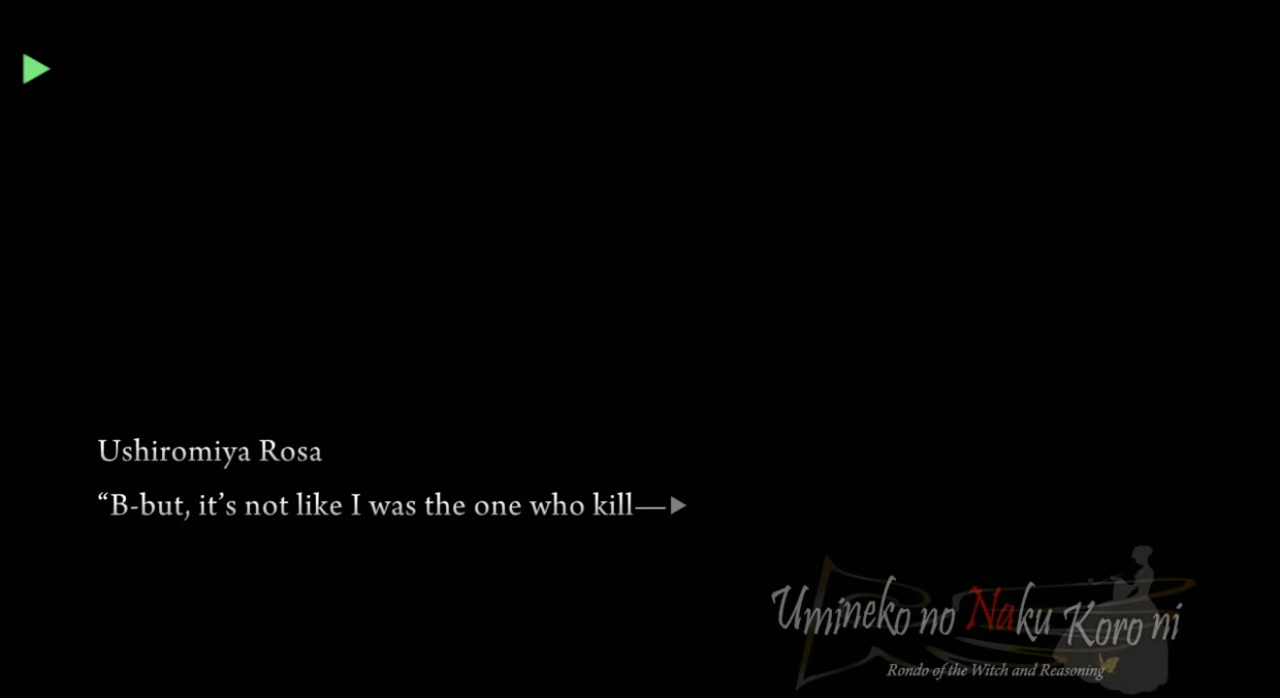 Ushiromiya Rosa
“B-but, it’s not like I was the one who kill—
Umineko no Naku Koro ni
Rondo of the Witch and Reasoning